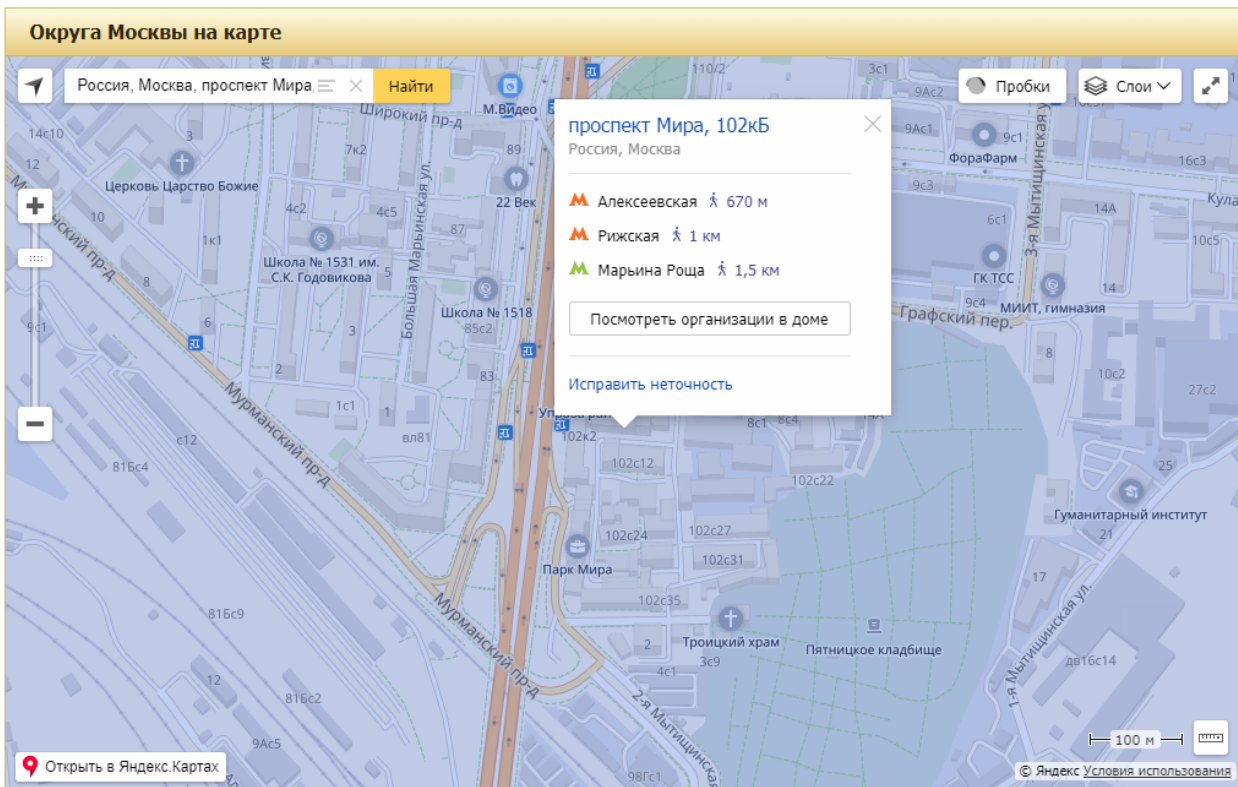 Округа Москвы на карте
Россия, Москва, проспект Мира,
Найти
Пробки
Слои
110/2
3с1
9Ас2
М.Видео
Широкий пр-д
14с10
3
7к2
89
12
Церковь Царство Божие
22 Век
10
4с2
4с5
87
1к1
Большая Марьинская ул.
Школа № 1531 им.
С.К. Годовикова
5
8
Школа № 1518
85с2
9с1
6
3
2
83
Мурманский пр-д
1с1
1
вл81
с12
81Бс4
проспект Мира, 102кБ
Россия, Москва
Алексеевская 670 м
Рижская 1 км
Марьина Роща 1,5 км
Посмотреть организации в доме
Исправить неточность
9Ас1
9с1
ФораФарм
16с3
9с3
3-я Мытищинская ул.
14А
Кула
6с1
10с5
ГК ТСС
14
9с4
МИИТ, гимназия
Графский пер.
8
10с2
27с2
Управа рай
8с1
8с4
14А
102к2
102с12
102с22
25
Гуманитарный институт
21
102с24
102с27
Парк Мира
102с31
17
102с35
81Бс9
Мурманский пр-д
2
Троицкий храм
Пятницкое кладбище
4с1
3с9
1-я Мытищинская ул.
дв16с14
12
81Бс2
2-я Мытищинская
9Ас5
98Гс1
100 м
Открыть в Яндекс.Картах
© Яндекс Условия использования